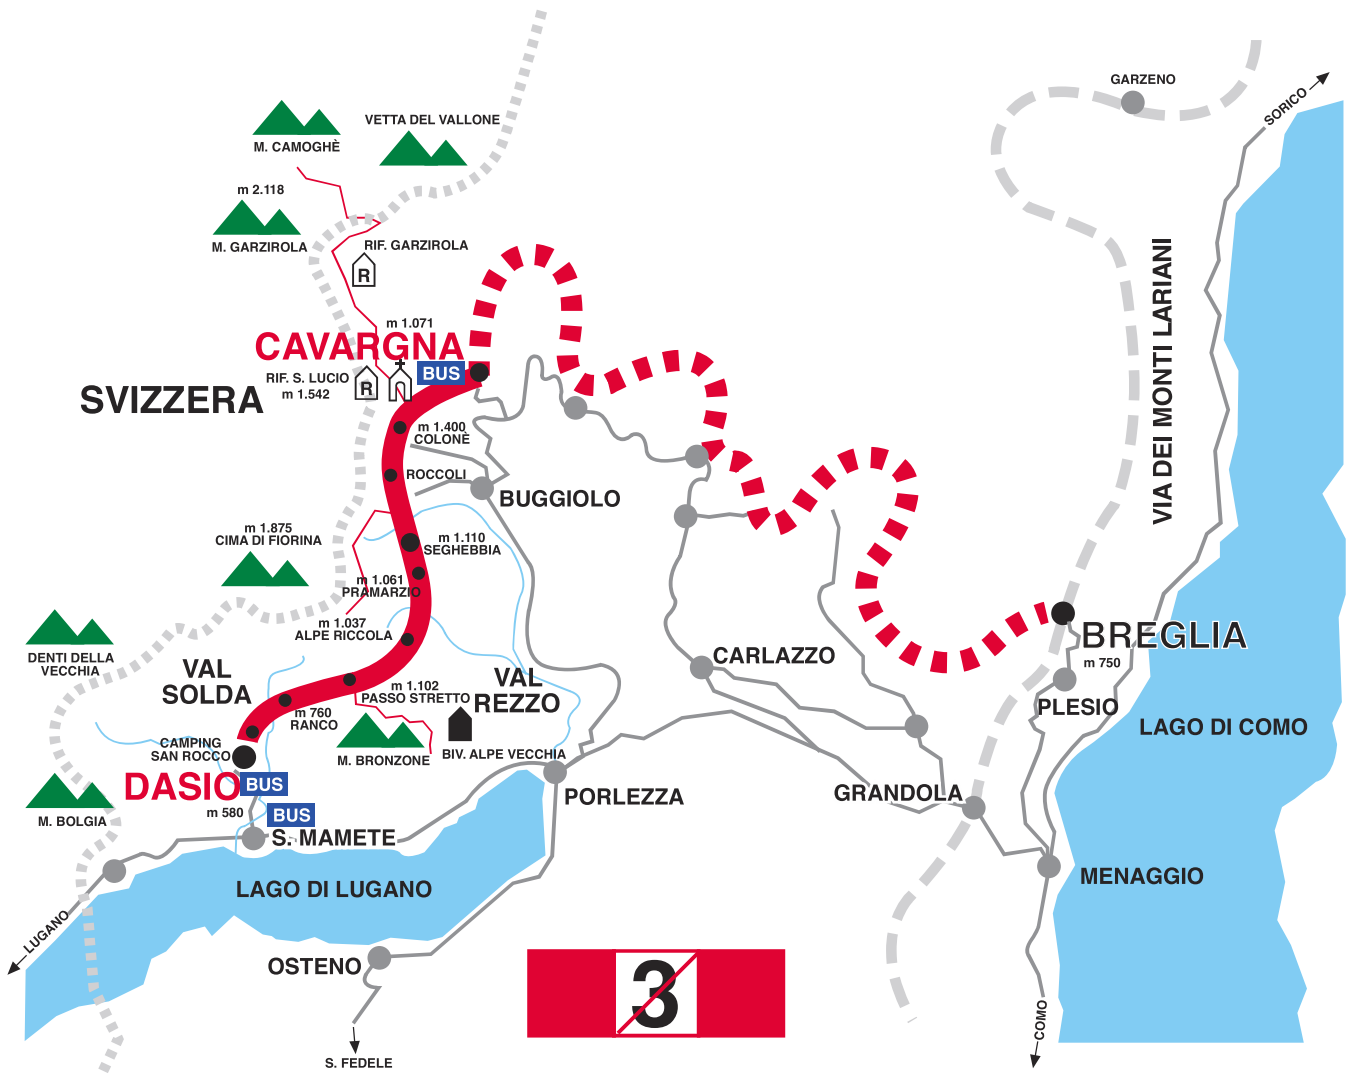 GARZENO
SORICO
VETTA DEL VALLONE
M. CAMOGHÈ
m 2.118
M. GARZIROLA
RIF. GARZIROLA
R
m 1.071
CAVARGNA
BUS
RIF. S. LUCIO
m 1.542
R
SVIZZERA
m 1.400
COLONÈ
ROCCOLI
BUGGIOLO
VIA DEI MONTI LARIANI
m 1.875
CIMA DI FIORINA
m 1.110
SEGHEBBIA
m 1.061
PRAMARZIO
m 1.037
ALPE RICCOLA
BREGLIA
m 750
DENTI DELLA
VECCHIA
VAL
SOLDA
CARLAZZO
VAL
REZZO
m 1.102
PASSO STRETTO
PLESIO
m 760
RANCO
LAGO DI COMO
CAMPING
SAN ROCCO
M. BRONZONE
BIV. ALPE VECCHIA
DASIO
BUS
GRANDOLA
PORLEZZA
m 580
BUS
M. BOLGIA
S. MAMETE
MENAGGIO
LAGO DI LUGANO
LUGANO
OSTENO
3
COMO
S. FEDELE